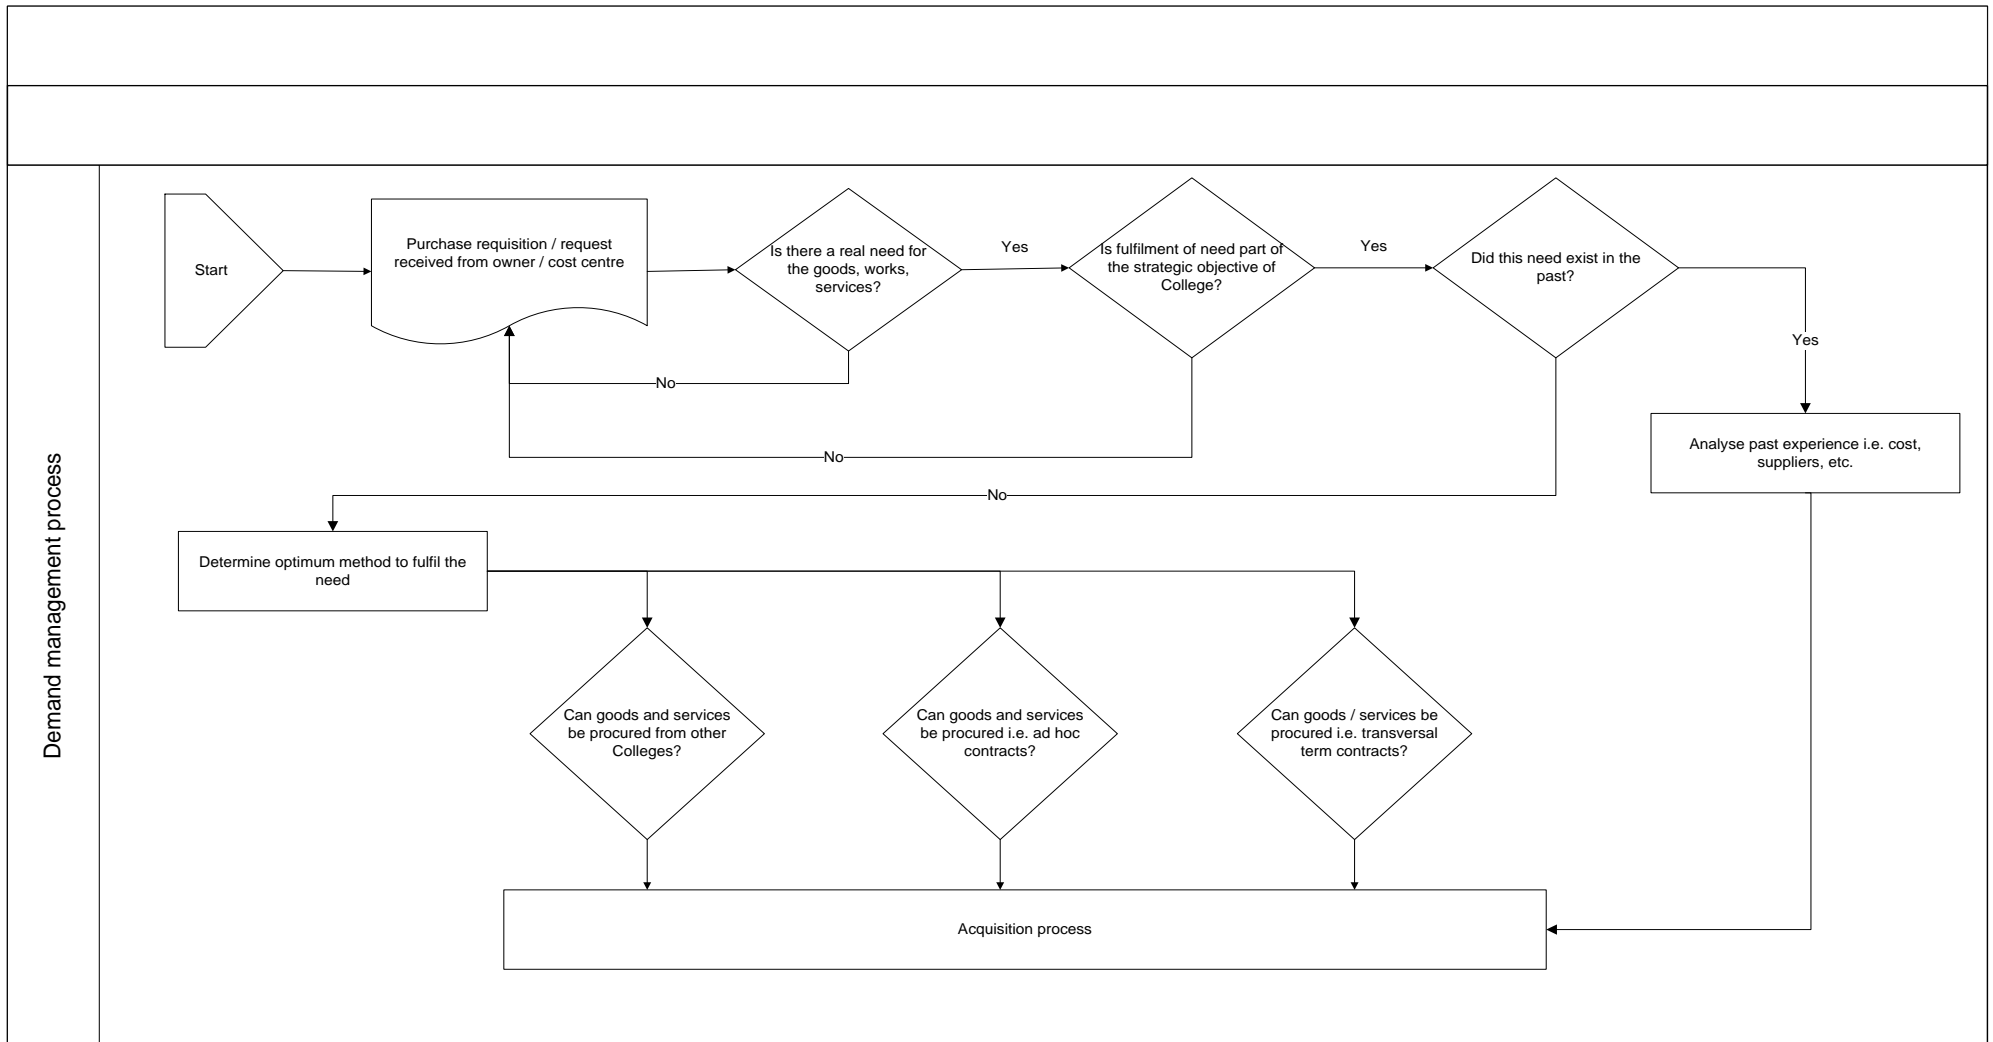 Demand management process
Start
Purchase requisition / request
received from owner / cost centre
Is there a real need for
the goods, works,
services?
Yes
Is fulfilment of need part of
the strategic objective of
College?
Yes
Did this need exist in the
past?
Yes
No
No
No
Analyse past experience i.e. cost,
suppliers, etc.
Determine optimum method to fulfil the
need
Can goods and services
be procured from other
Colleges?
Can goods and services
be procured i.e. ad hoc
contracts?
Can goods / services be
procured i.e. transversal
term contracts?
Acquisition process